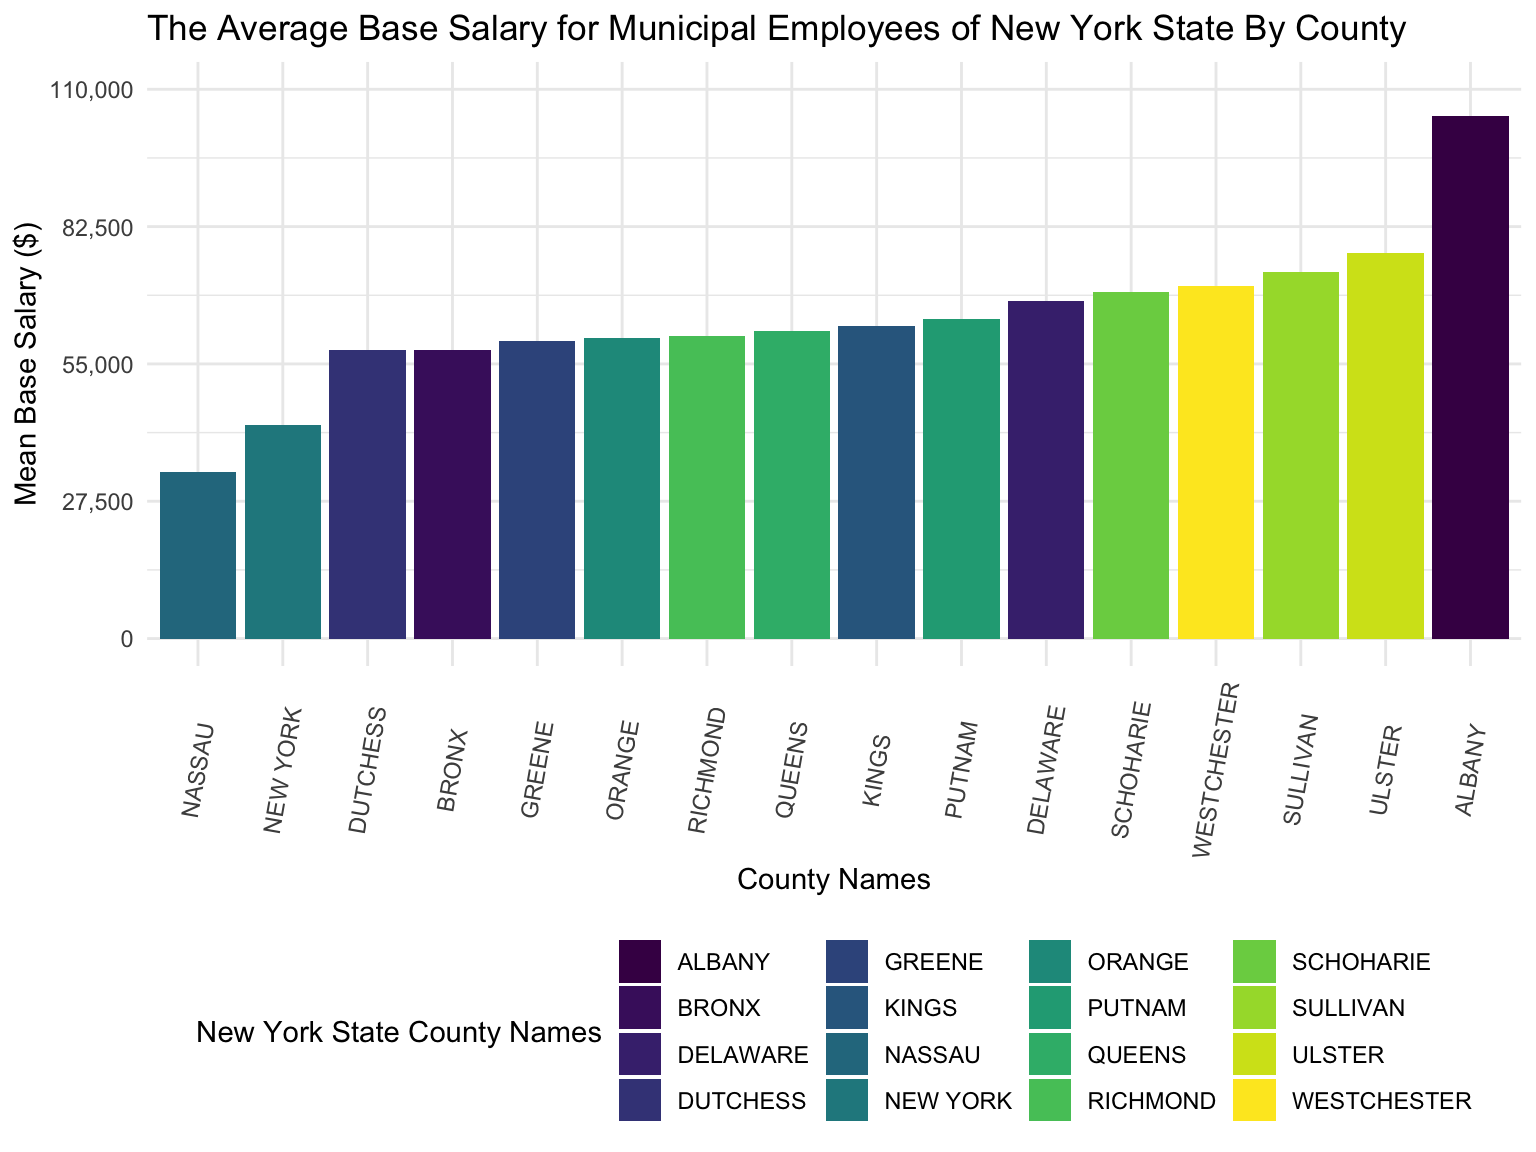 The Average Base Salary for Municipal Employees of New York State By County
Mean Base Salary ($)
110,000
82,500
55,000
27,500
0
NASSAU
NEW YORK
DUTCHESS
BRONX
GREENE
ORANGE
RICHMOND
QUEENS
KINGS
PUTNAM
DELAWARE
SCHOHARIE
WESTCHESTER
SULLIVAN
ULSTER
ALBANY
County Names
New York State County Names
ALBANY
BRONX
DELAWARE
DUTCHESS
GREENE
KINGS
NASSAU
NEW YORK
ORANGE
PUTNAM
QUEENS
RICHMOND
SCHOHARIE
SULLIVAN
ULSTER
WESTCHESTER